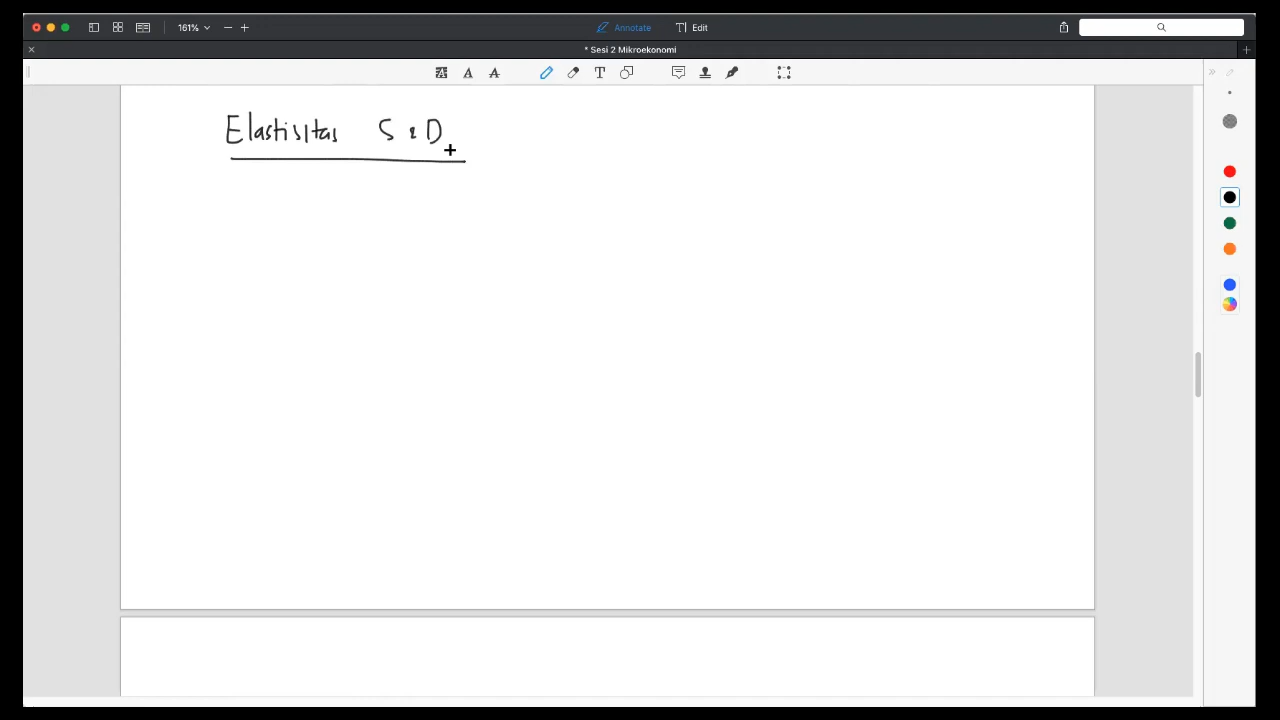 161%
Annotate
Edit
* Sesi 2 Mikroekonomi
Elastisitas S & D